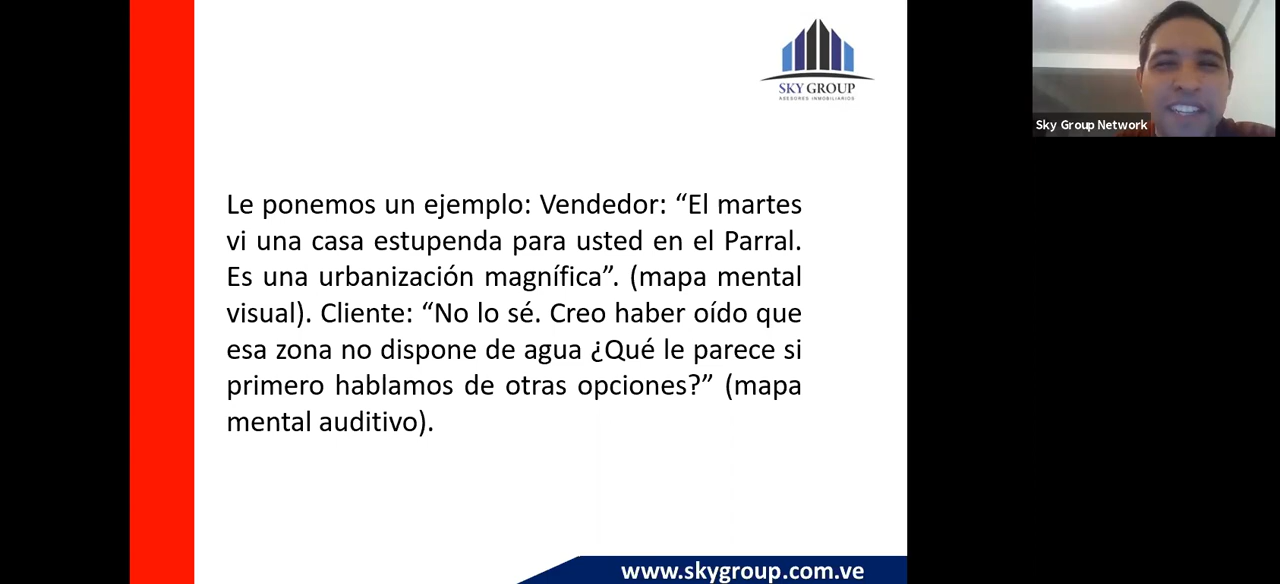 SKY GROUP
ASESORES INMOBILIARIOS
Sky Group Network
Le ponemos un ejemplo: Vendedor: “El martes
vi una casa estupenda para usted en el Parral.
Es una urbanización magnífica”. (mapa mental
visual). Cliente: “No lo sé. Creo haber oído que
esa zona no dispone de agua ¿Qué le parece si
primero hablamos de otras opciones?” (mapa
mental auditivo).
www.skygroup.com.ve